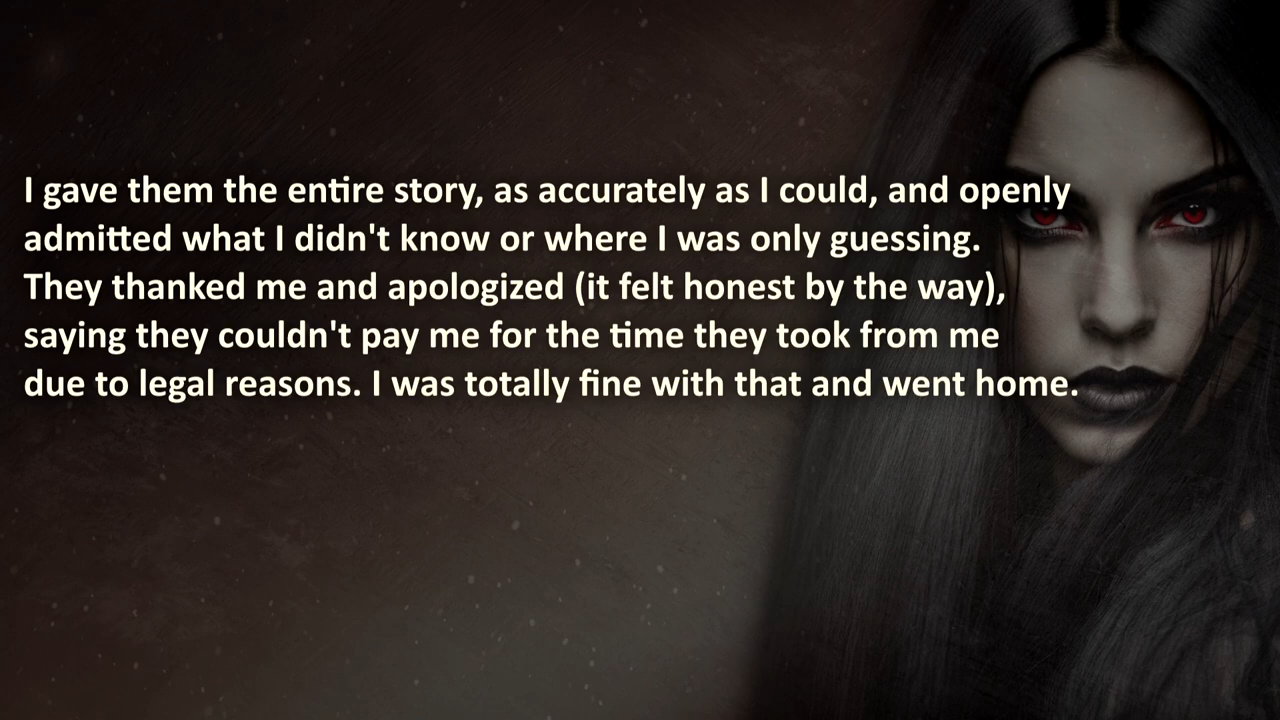 I gave them the entire story, as accurately as I could, and openly
admitted what I didn't know or where I was only guessing.
They thanked me and apologized (it felt honest by the way),
saying they couldn't pay me for the time they took from me
due to legal reasons. I was totally fine with that and went home.